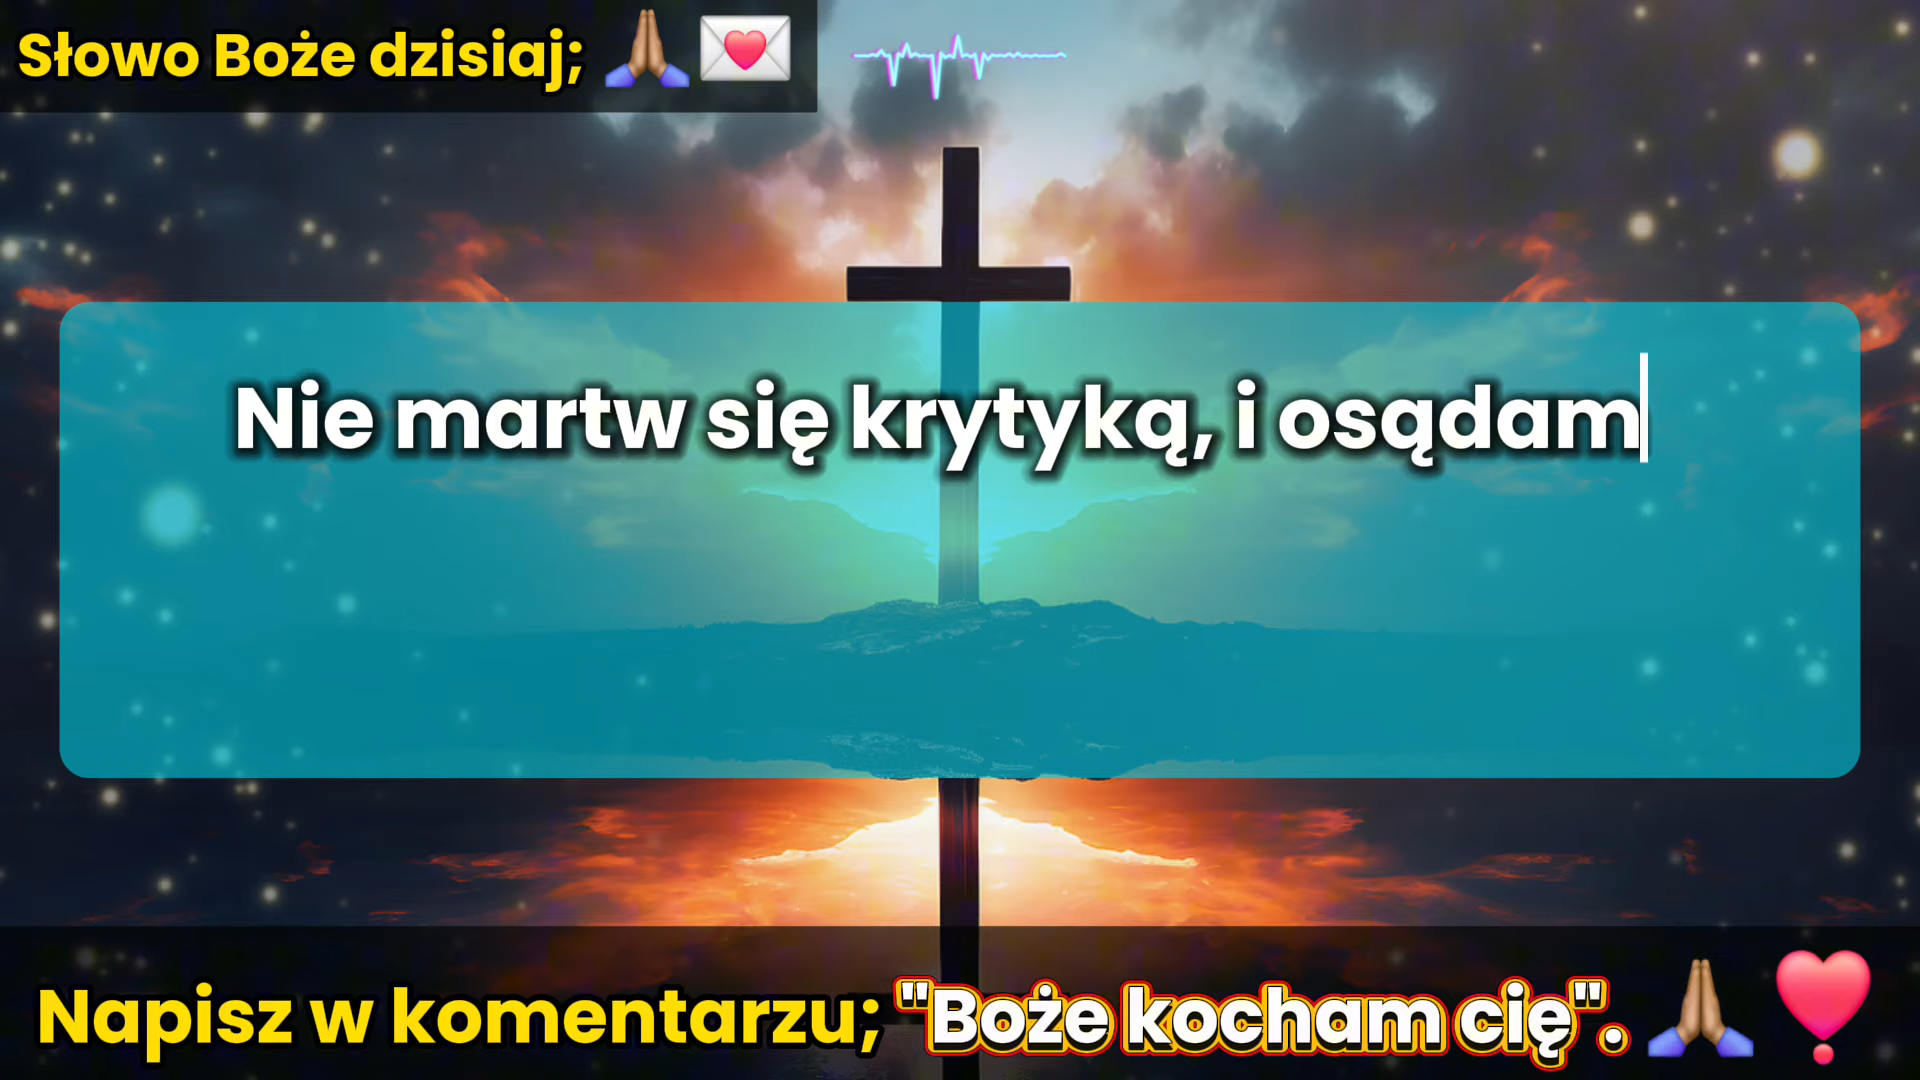 Słowo Boże dzisiaj; 🙏🏽 💌
Nie martw się krytyką, i osądam
Napisz w komentarzu; "Boże kocham cię". 🙏🏽 ❣️